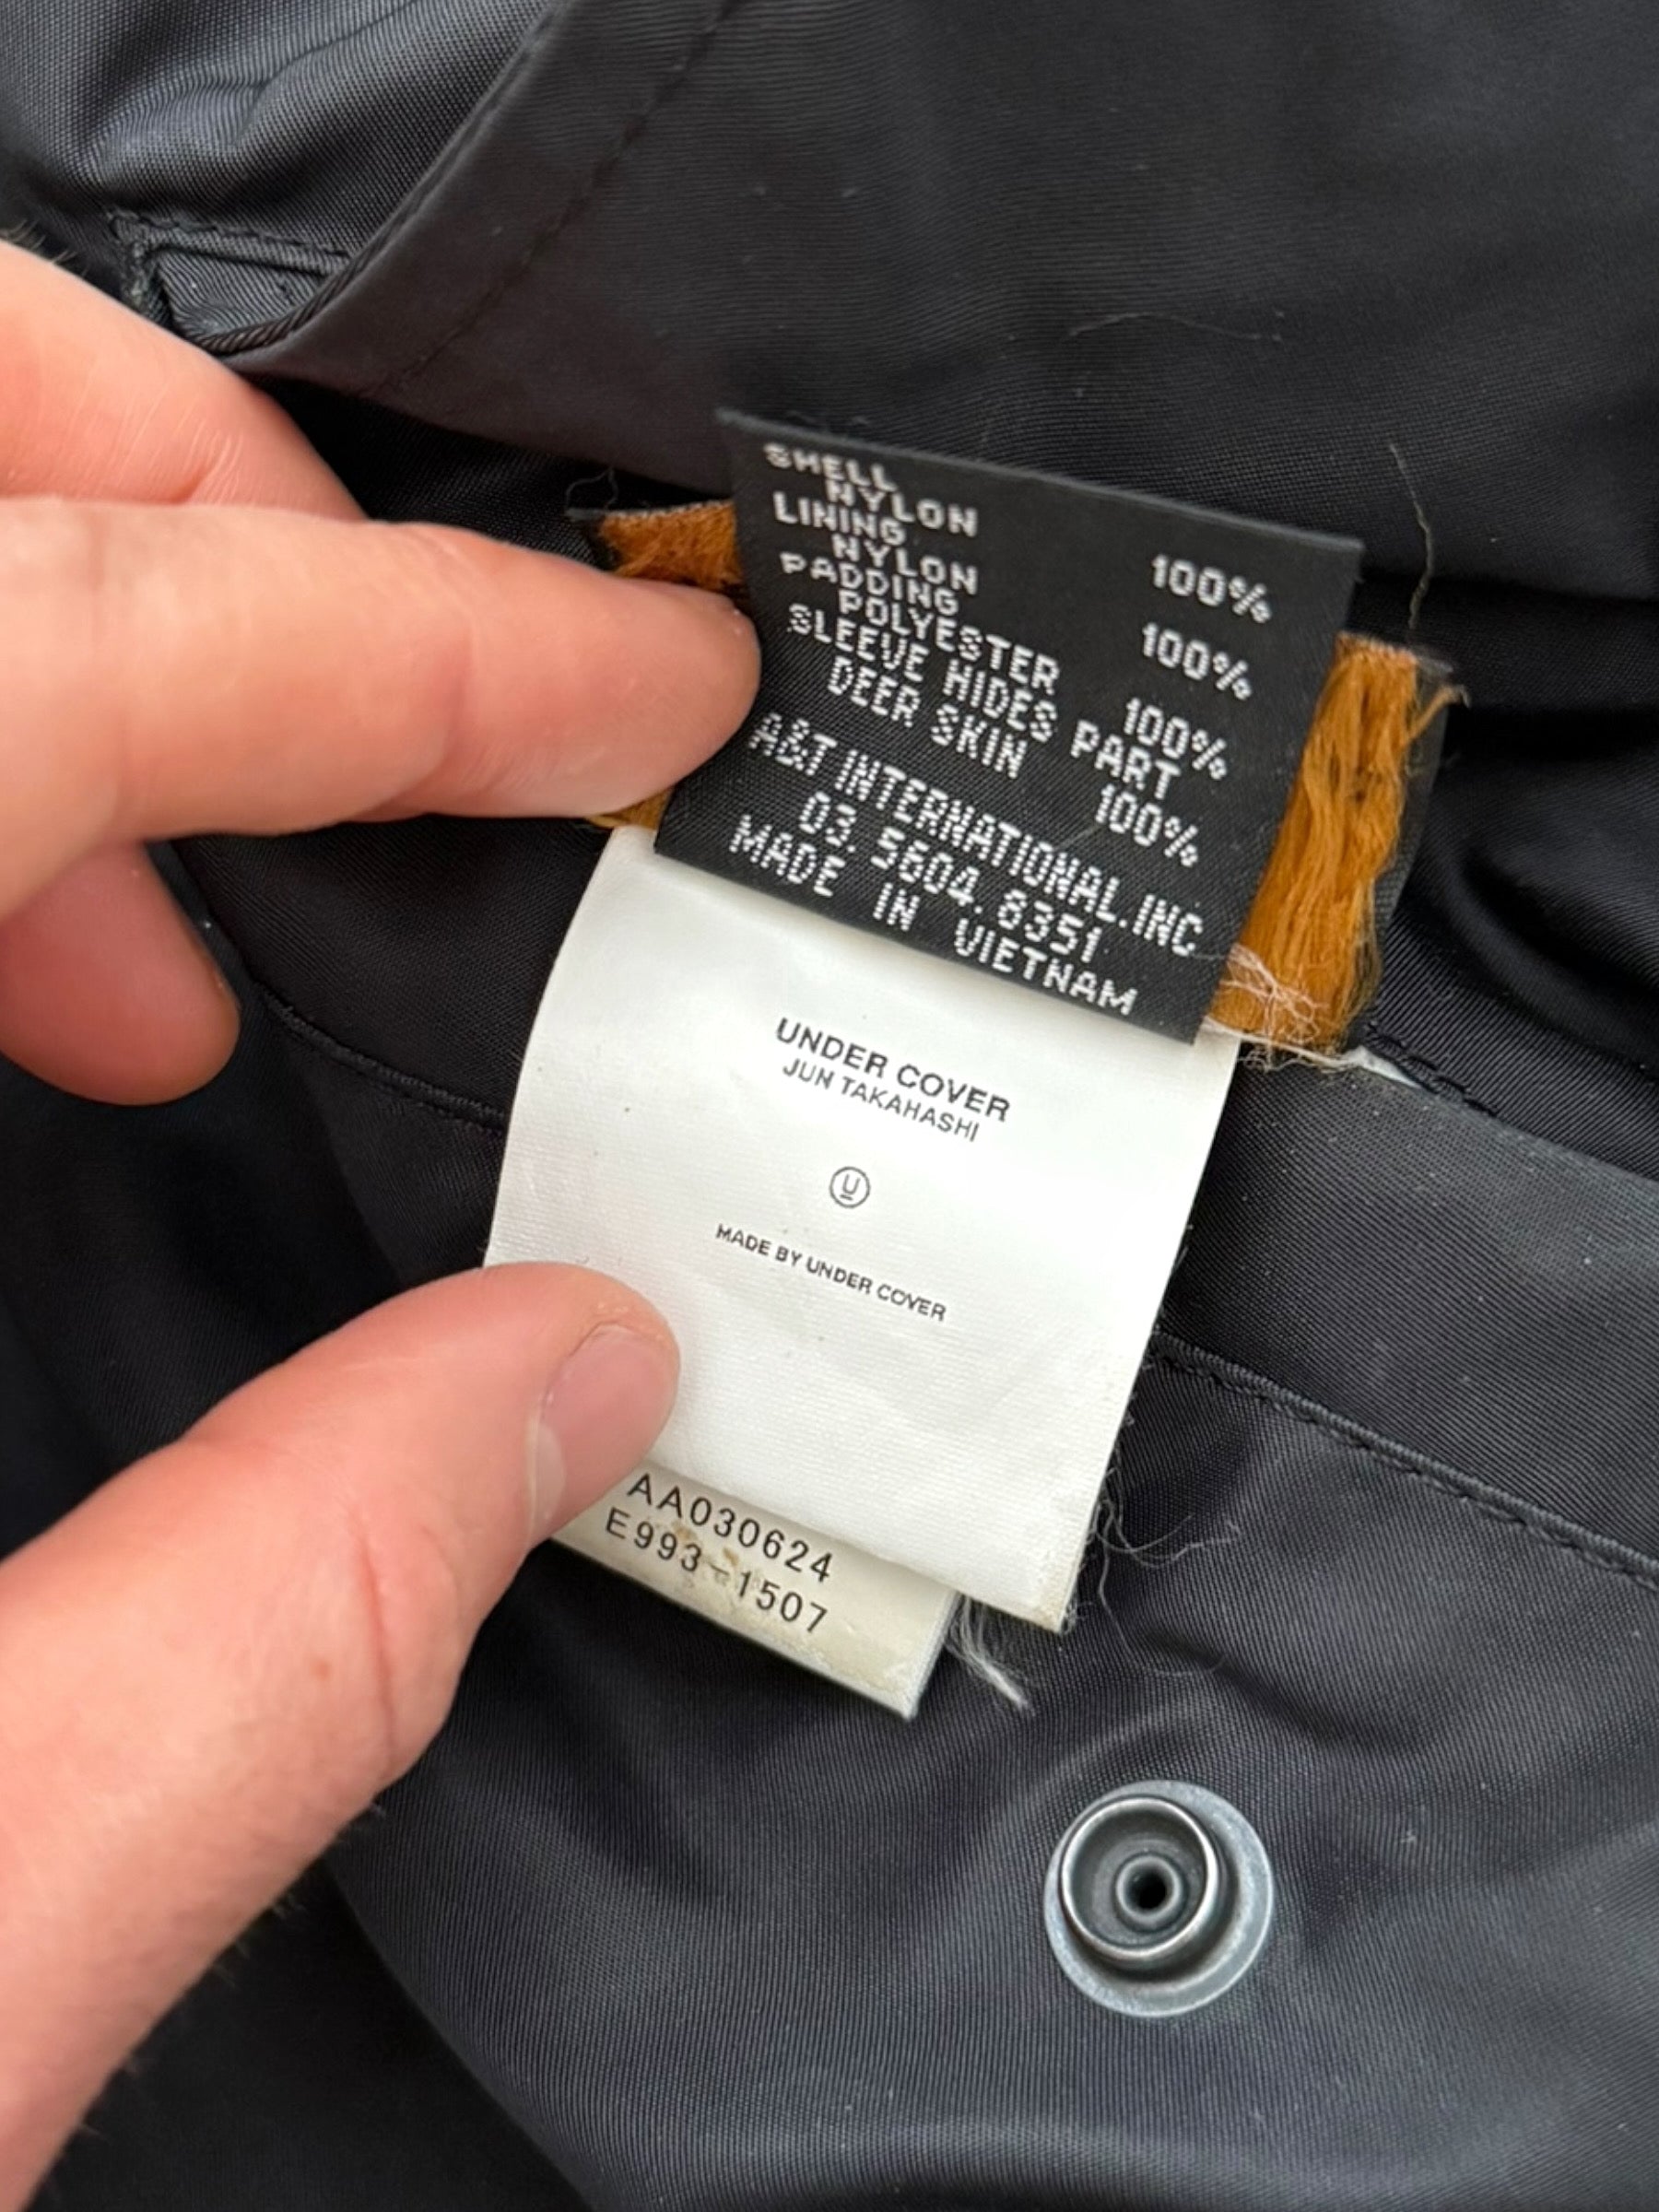 SHELL
NYLON 100%
LINING
NYLON 100%
PADDING
POLYESTER 100%
SLEEVE HIDES PART
DEER SKIN 100%
A&T INTERNATIONAL.INC
03.5604.8351
MADE IN VIETNAM
UNDER COVER
JUN TAKAHASHI
U
MADE BY UNDER COVER
AA030624
E993-1507